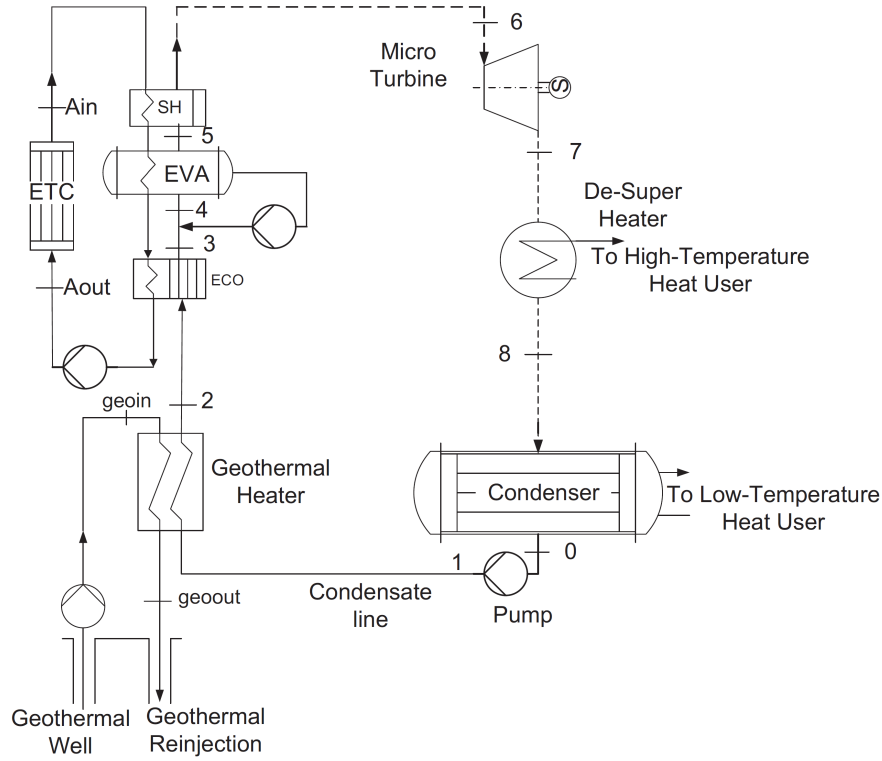 6
Micro
Turbine
Ain
SH
5
S
7
EVA
ETC
De-Super
Heater
4
3
To High-Temperature
Heat User
ECO
Aout
8
geoin
2
Geothermal
Heater
Condenser
To Low-Temperature
Heat User
1
0
Condensate
line
Pump
geoout
Geothermal
Well
Geothermal
Reinjection